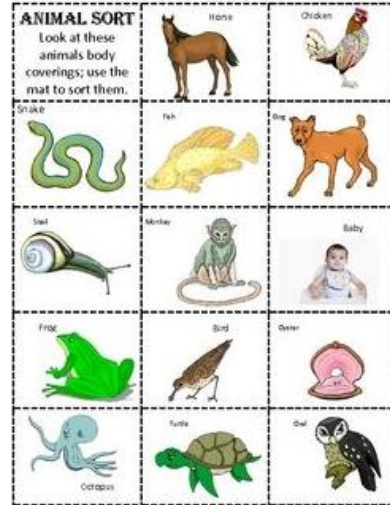 ANIMAL SORT
Look at these
animals body
coverings; use the
mat to sort them.
Horse
Chicken
Snake
Fish
Dog
Snail
Monkey
Baby
Frog
Bird
Oyster
Octopus
Turtle
Owl